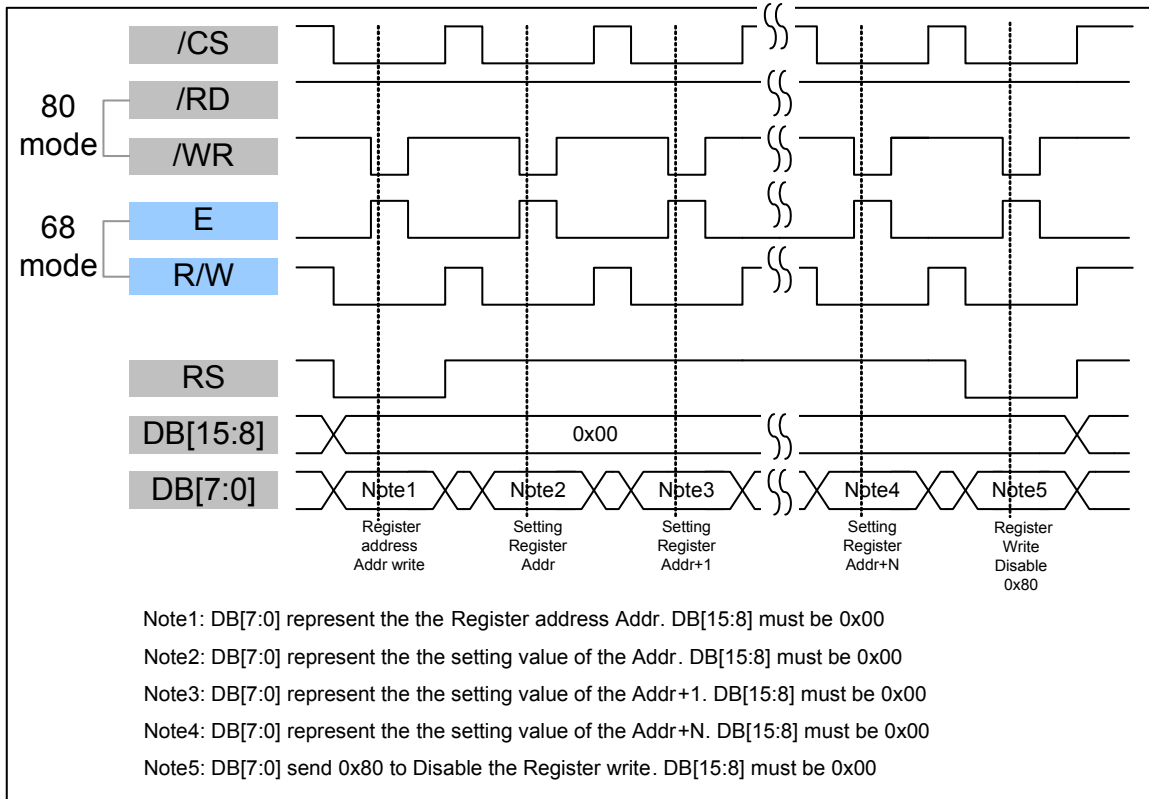 /CS
80
mode
/RD
/WR
68
mode
E
R/W
RS
DB[15:8]
0x00
DB[7:0]
Note1
Note2
Note3
Note4
Note5
Register
address
Addr write
Setting
Register
Addr
Setting
Register
Addr+1
Setting
Register
Addr+N
Register
Write
Disable
0x80
Note1: DB[7:0] represent the the Register address Addr. DB[15:8] must be 0x00
Note2: DB[7:0] represent the the setting value of the Addr. DB[15:8] must be 0x00
Note3: DB[7:0] represent the the setting value of the Addr+1. DB[15:8] must be 0x00
Note4: DB[7:0] represent the the setting value of the Addr+N. DB[15:8] must be 0x00
Note5: DB[7:0] send 0x80 to Disable the Register write. DB[15:8] must be 0x00